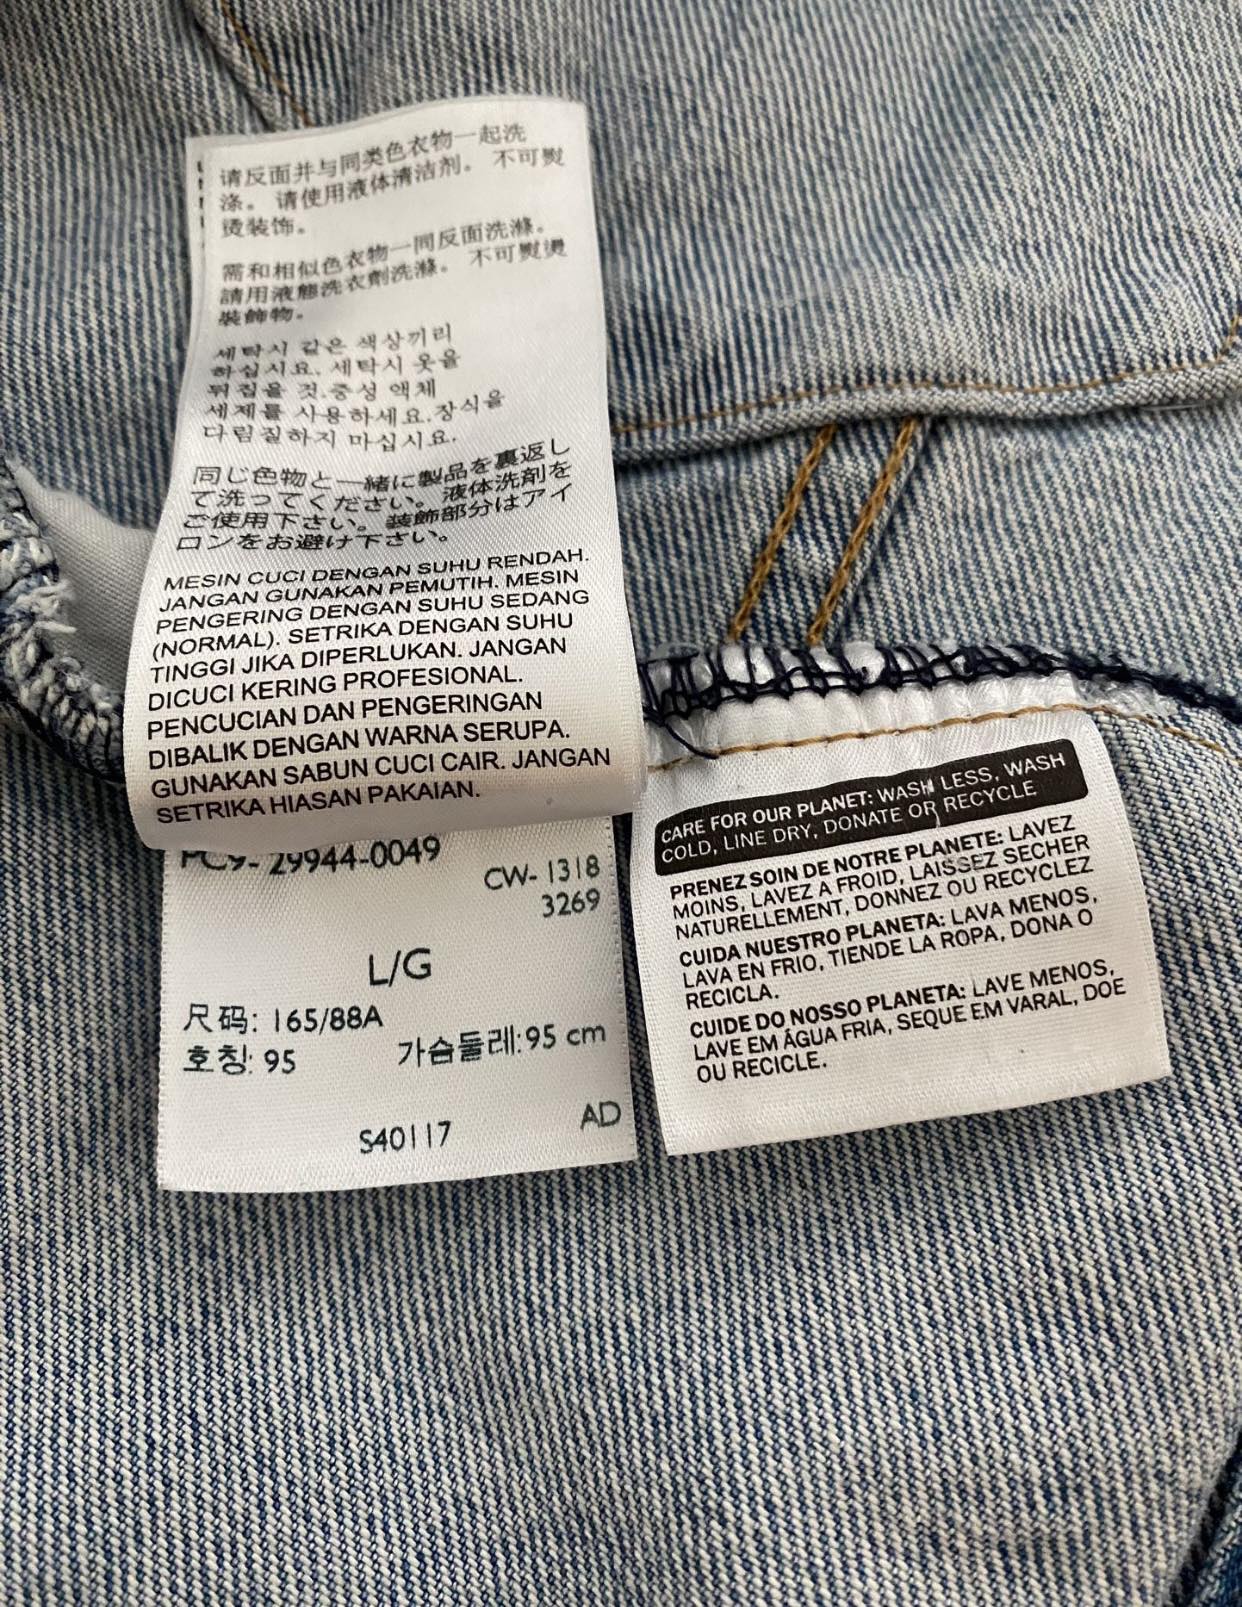 请反面并与同类色衣物一起洗
涤。 请使用液体清洁剂。 不可熨
烫装饰。
需和相似色衣物一同反面洗滌。
請用液態洗衣劑洗滌。 不可熨燙
裝飾物。
세탁시 같은 색상끼리
하십시요. 세탁시 옷을
뒤집을 것.중성 액체
세제를 사용하세요.장식을
다림질하지 마십시요.
同じ色物と一緒に製品を裏返し
て洗ってください。液体洗剤を
ご使用下さい。装飾部分はアイ
ロンをお避け下さい。
MESIN CUCI DENGAN SUHU RENDAH.
JANGAN GUNAKAN PEMUTIH. MESIN
PENGERING DENGAN SUHU SEDANG
(NORMAL). SETRIKA DENGAN SUHU
TINGGI JIKA DIPERLUKAN. JANGAN
DICUCI KERING PROFESIONAL.
PENCUCIAN DAN PENGERINGAN
DIBALIK DENGAN WARNA SERUPA.
GUNAKAN SABUN CUCI CAIR. JANGAN
SETRIKA HIASAN PAKAIAN.
PC9-29944-0049
CW-1318
3269
L/G
尺码: 165/88A
호칭: 95 가슴둘레:95 cm
S40117 AD
CARE FOR OUR PLANET: WASH LESS, WASH
COLD, LINE DRY, DONATE OR RECYCLE
PRENEZ SOIN DE NOTRE PLANETE: LAVEZ
MOINS, LAVEZ A FROID, LAISSEZ SECHER
NATURELLEMENT, DONNEZ OU RECYCLEZ
CUIDA NUESTRO PLANETA: LAVA MENOS,
LAVA EN FRIO, TIENDE LA ROPA, DONA O
RECICLA.
CUIDE DO NOSSO PLANETA: LAVE MENOS,
LAVE EM ÁGUA FRIA, SEQUE EM VARAL, DOE
OU RECICLE.